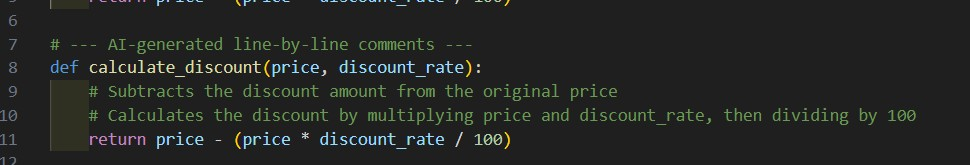 5 return price - (price * discount_rate / 100)
6
7 # --- AI-generated line-by-line comments ---
8 def calculate_discount(price, discount_rate):
9 # Subtracts the discount amount from the original price
10 # Calculates the discount by multiplying price and discount_rate, then dividing by 100
11 return price - (price * discount_rate / 100)
12